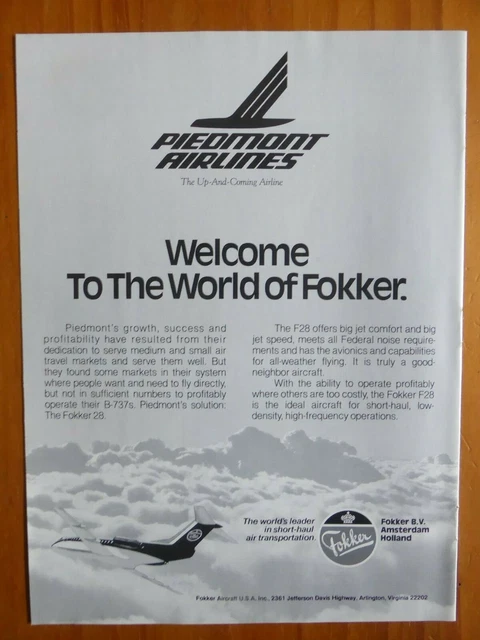 PIEDMONT
AIRLINES
The Up-And-Coming Airline
Welcome
To The World of Fokker.
Piedmont's growth, success and
profitability have resulted from their
dedication to serve medium and small air
travel markets and serve them well. But
they found some markets in their system
where people want and need to fly directly,
but not in sufficient numbers to profitably
operate their B-737s. Piedmont's solution:
The Fokker 28.
The F28 offers big jet comfort and big
jet speed, meets all Federal noise require-
ments and has the avionics and capabilities
for all-weather flying. It is truly a good-
neighbor aircraft.
With the ability to operate profitably
where others are too costly, the Fokker F28
is the ideal aircraft for short-haul, low-
density, high-frequency operations.
The world's leader
in short-haul
air transportation.
Fokker
Fokker B.V.
Amsterdam
Holland
Fokker Aircraft U.S.A. Inc., 2361 Jefferson Davis Highway, Arlington, Virginia 22202